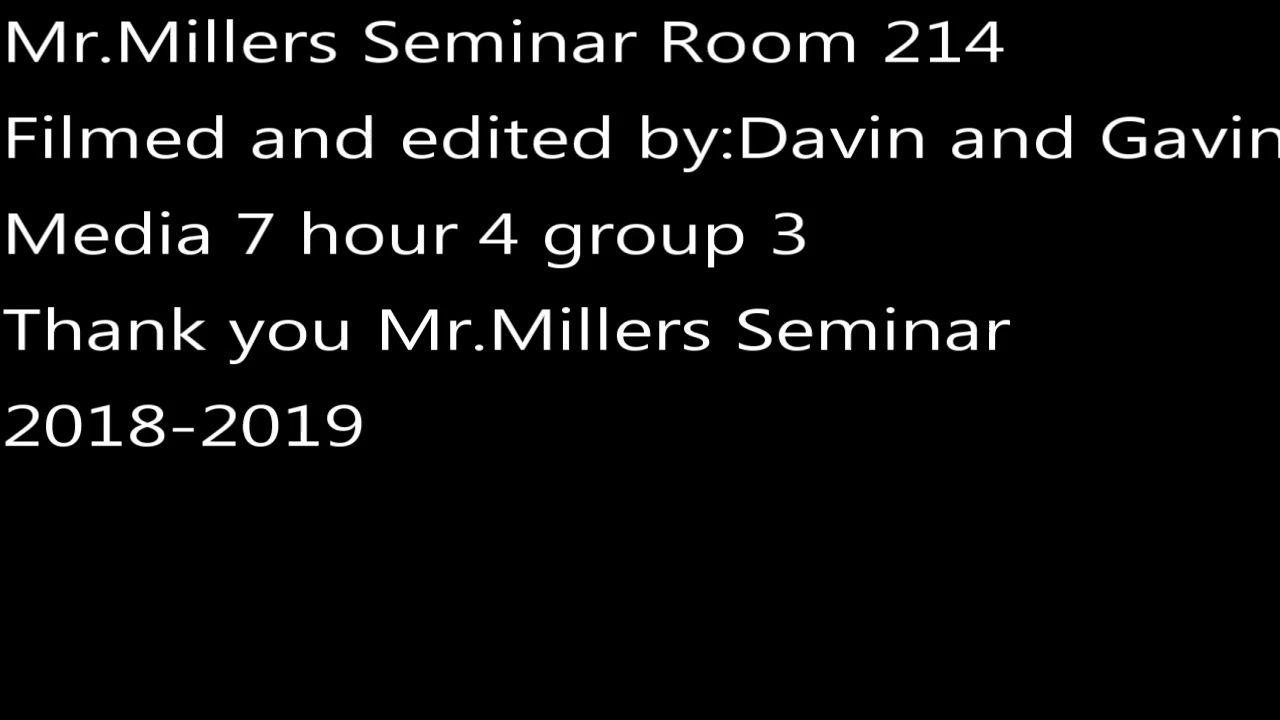 Mr.Millers Seminar Room 214
Filmed and edited by:Davin and Gavin
Media 7 hour 4 group 3
Thank you Mr.Millers Seminar
2018-2019